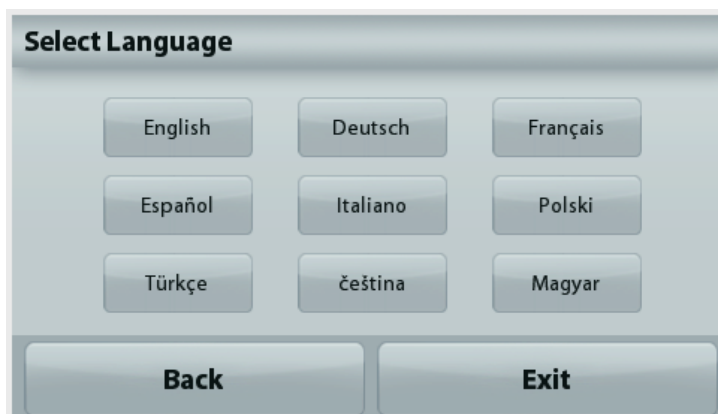 Select Language
English Deutsch Français
Español Italiano Polski
Türkçe čeština Magyar
Back Exit